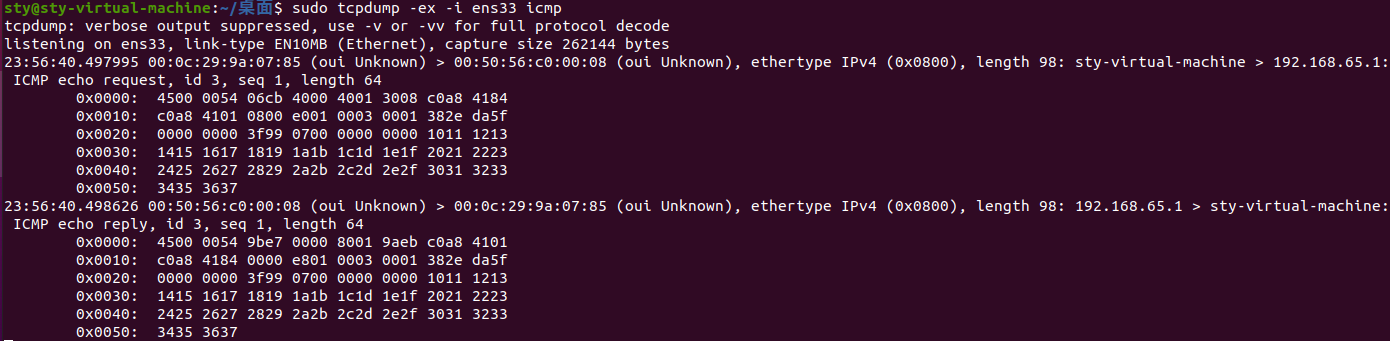 sty@sty-virtual-machine:~/桌面$ sudo tcpdump -ex -i ens33 icmp
tcpdump: verbose output suppressed, use -v or -vv for full protocol decode
listening on ens33, link-type EN10MB (Ethernet), capture size 262144 bytes
23:56:40.497995 00:0c:29:9a:07:85 (oui Unknown) > 00:50:56:c0:00:08 (oui Unknown), ethertype IPv4 (0x0800), length 98: sty-virtual-machine > 192.168.65.1:
 ICMP echo request, id 3, seq 1, length 64
        0x0000:  4500 0054 06cb 4000 4001 3008 c0a8 4184
        0x0010:  c0a8 4101 0800 e001 0003 0001 382e da5f
        0x0020:  0000 0000 3f99 0700 0000 0000 1011 1213
        0x0030:  1415 1617 1819 1a1b 1c1d 1e1f 2021 2223
        0x0040:  2425 2627 2829 2a2b 2c2d 2e2f 3031 3233
        0x0050:  3435 3637
23:56:40.498626 00:50:56:c0:00:08 (oui Unknown) > 00:0c:29:9a:07:85 (oui Unknown), ethertype IPv4 (0x0800), length 98: 192.168.65.1 > sty-virtual-machine:
 ICMP echo reply, id 3, seq 1, length 64
        0x0000:  4500 0054 9be7 0000 8001 9aeb c0a8 4101
        0x0010:  c0a8 4184 0000 e801 0003 0001 382e da5f
        0x0020:  0000 0000 3f99 0700 0000 0000 1011 1213
        0x0030:  1415 1617 1819 1a1b 1c1d 1e1f 2021 2223
        0x0040:  2425 2627 2829 2a2b 2c2d 2e2f 3031 3233
        0x0050:  3435 3637